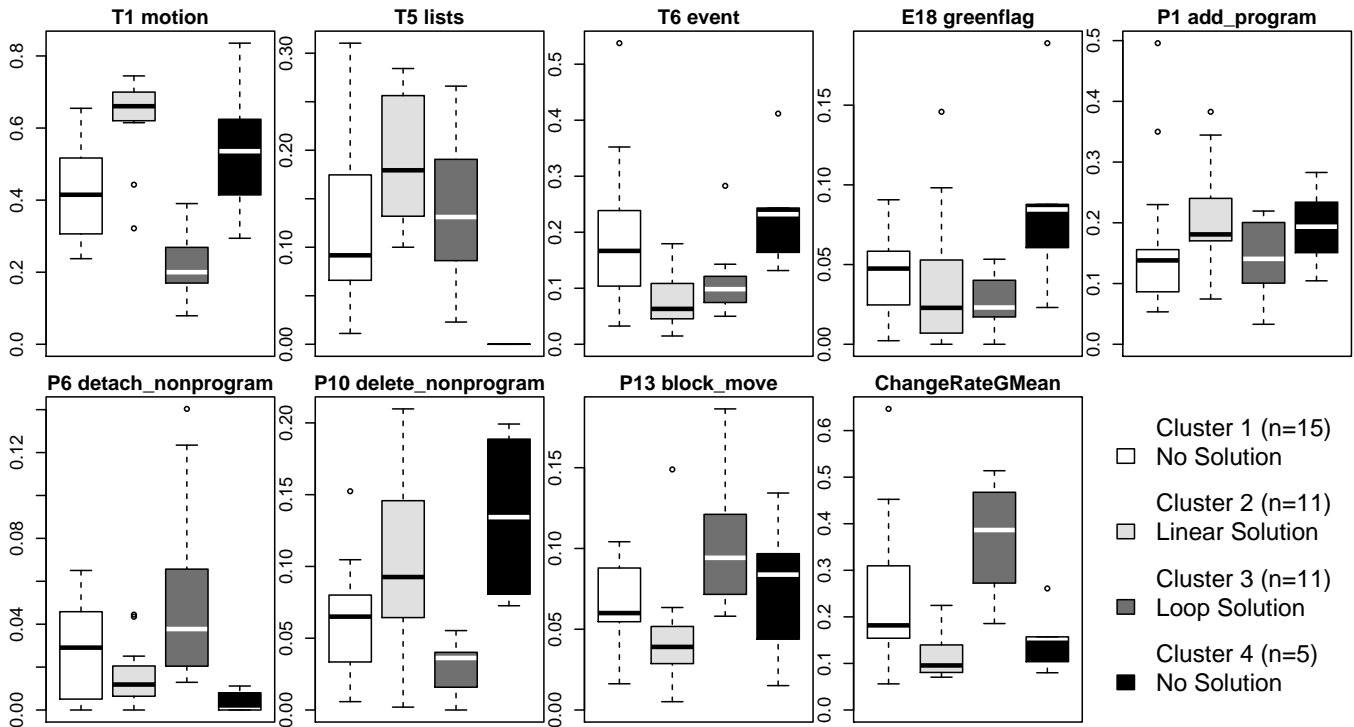 T1 motion
T5 lists
T6 event
E18 greenflag
P1 add_program
0.0 0.2 0.4 0.6 0.8
0.00 0.10 0.20 0.30
0.0 0.1 0.2 0.3 0.4 0.5
0.00 0.05 0.10 0.15
0.0 0.1 0.2 0.3 0.4 0.5
P6 detach_nonprogram
P10 delete_nonprogram
P13 block_move
ChangeRateGMean
0.00 0.04 0.08 0.12
0.00 0.05 0.10 0.15 0.20
0.00 0.05 0.10 0.15
0.0 0.1 0.2 0.3 0.4 0.5 0.6
Cluster 1 (n=15)
No Solution
Cluster 2 (n=11)
Linear Solution
Cluster 3 (n=11)
Loop Solution
Cluster 4 (n=5)
No Solution